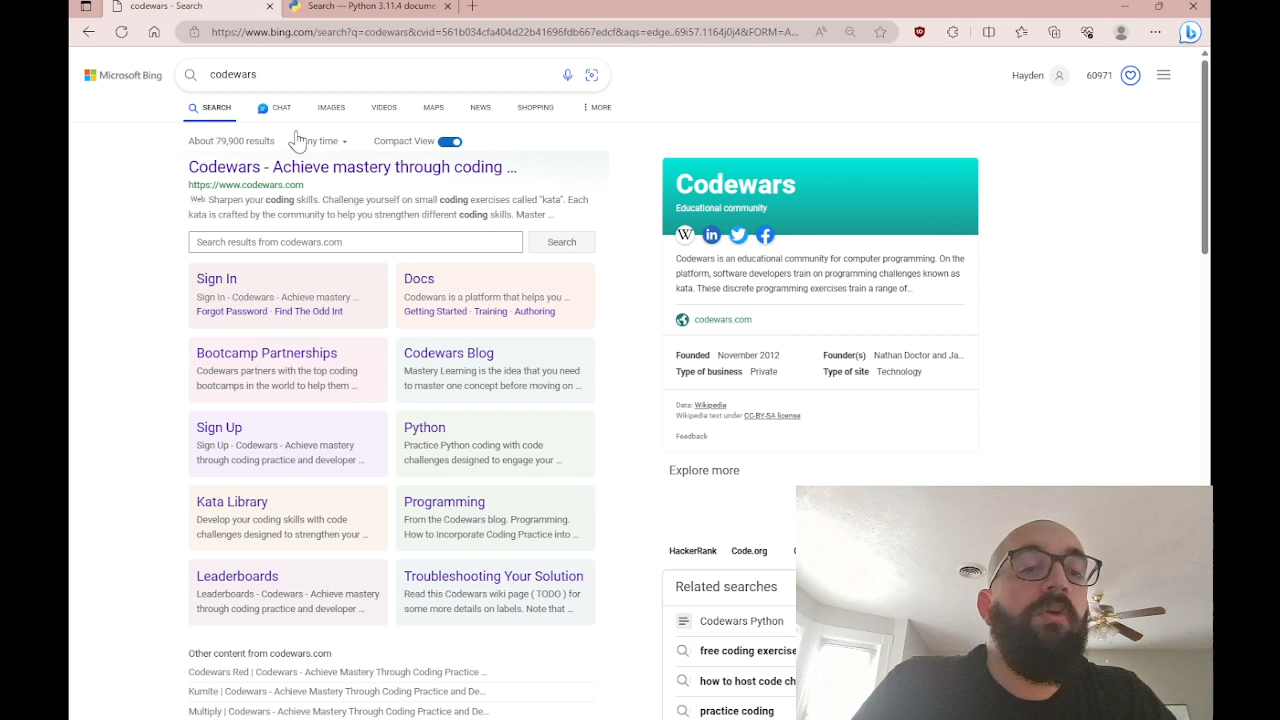 codewars - Search
Search — Python 3.11.4 docume
https://www.bing.com/search?q=codewars&cvid=561b034cfa404d22b41696fdb667edcf&aqs=edge..69i57.1164j0j4&FORM=A...
Microsoft Bing
codewars
Hayden
60971
SEARCH
CHAT
IMAGES
VIDEOS
MAPS
NEWS
SHOPPING
MORE
About 79,900 results
ny time
Compact View
Codewars - Achieve mastery through coding ...
https://www.codewars.com
Web Sharpen your coding skills. Challenge yourself on small coding exercises called "kata". Each
kata is crafted by the community to help you strengthen different coding skills. Master ...
Search results from codewars.com
Search
Sign In
Sign In - Codewars - Achieve mastery ...
Forgot Password · Find The Odd Int
Docs
Codewars is a platform that helps you ...
Getting Started · Training · Authoring
Bootcamp Partnerships
Codewars partners with the top coding
bootcamps in the world to help them ...
Codewars Blog
Mastery Learning is the idea that you need
to master one concept before moving on ...
Sign Up
Sign Up - Codewars - Achieve mastery
through coding practice and developer ...
Python
Practice Python coding with code
challenges designed to engage your ...
Kata Library
Develop your coding skills with code
challenges designed to strengthen your ...
Programming
From the Codewars blog. Programming.
How to Incorporate Coding Practice into ...
Leaderboards
Leaderboards - Codewars - Achieve mastery
through coding practice and developer ...
Troubleshooting Your Solution
Read this Codewars wiki page ( TODO ) for
some more details on labels. Note that ...
Other content from codewars.com
Codewars Red | Codewars - Achieve Mastery Through Coding Practice ...
Kumite | Codewars - Achieve Mastery Through Coding Practice and De...
Multiply | Codewars - Achieve Mastery Through Coding Practice and De...
Codewars
Educational community
Codewars is an educational community for computer programming. On the
platform, software developers train on programming challenges known as
kata. These discrete programming exercises train a range of...
codewars.com
Founded November 2012
Founder(s) Nathan Doctor and Ja...
Type of business Private
Type of site Technology
Data: Wikipedia
Wikipedia text under CC-BY-SA license
Feedback
Explore more
HackerRank
Code.org
Related searches
Codewars Python
free coding exercise
how to host code ch
practice coding